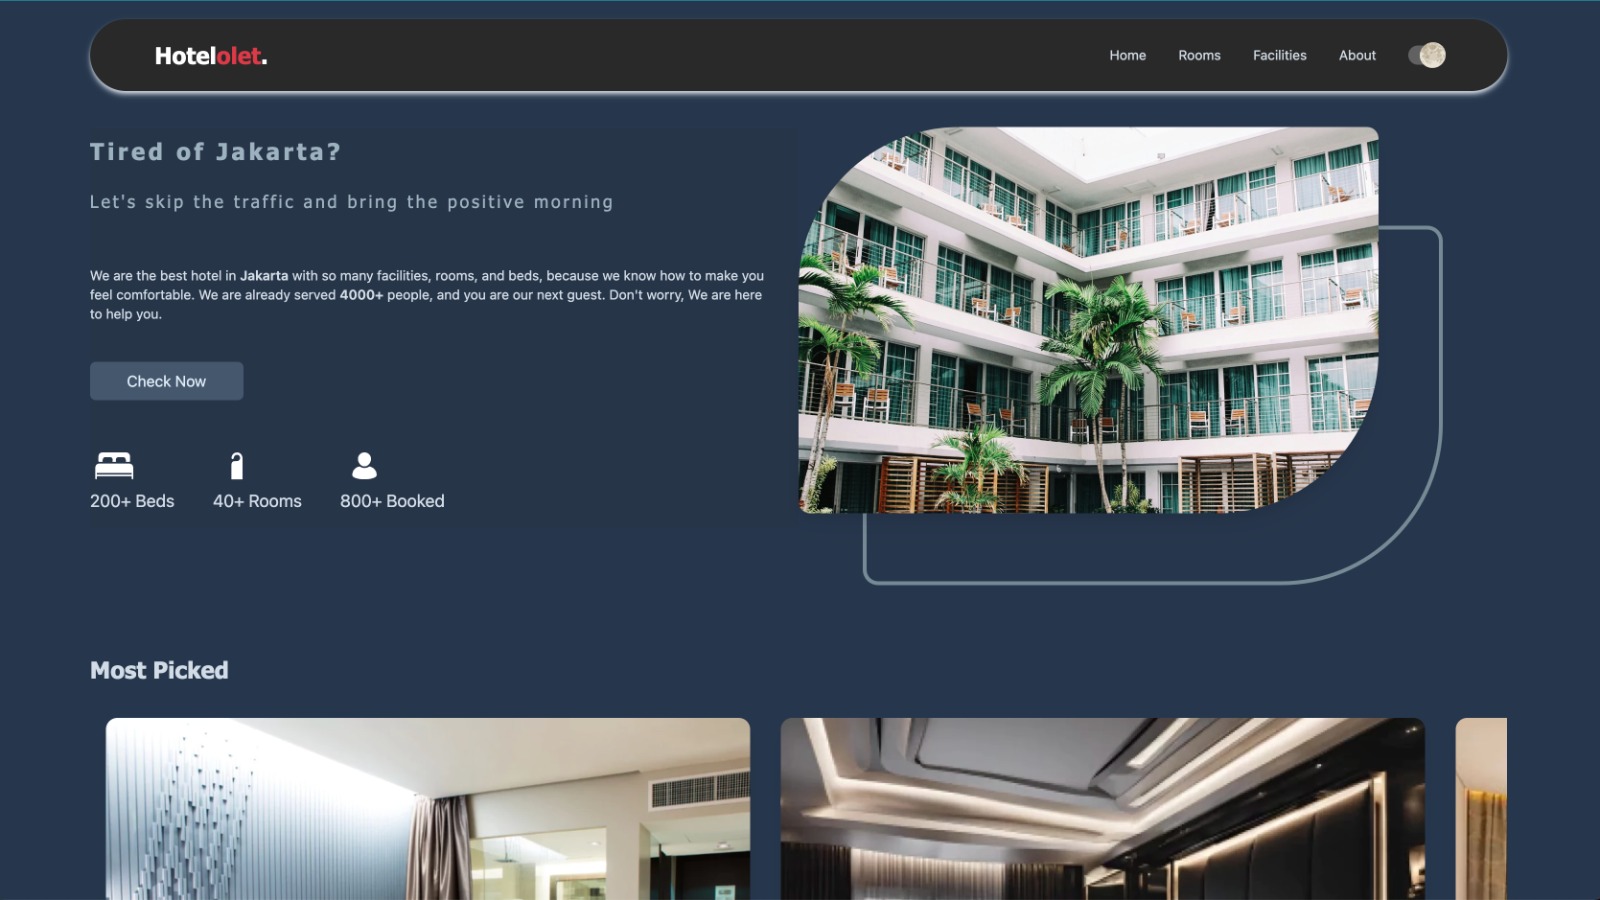 Hotelolet.
Home
Rooms
Facilities
About
Tired of Jakarta?
Let's skip the traffic and bring the positive morning
We are the best hotel in Jakarta with so many facilities, rooms, and beds, because we know how to make you
feel comfortable. We are already served 4000+ people, and you are our next guest. Don't worry, We are here
to help you.
Check Now
200+ Beds
40+ Rooms
800+ Booked
Most Picked